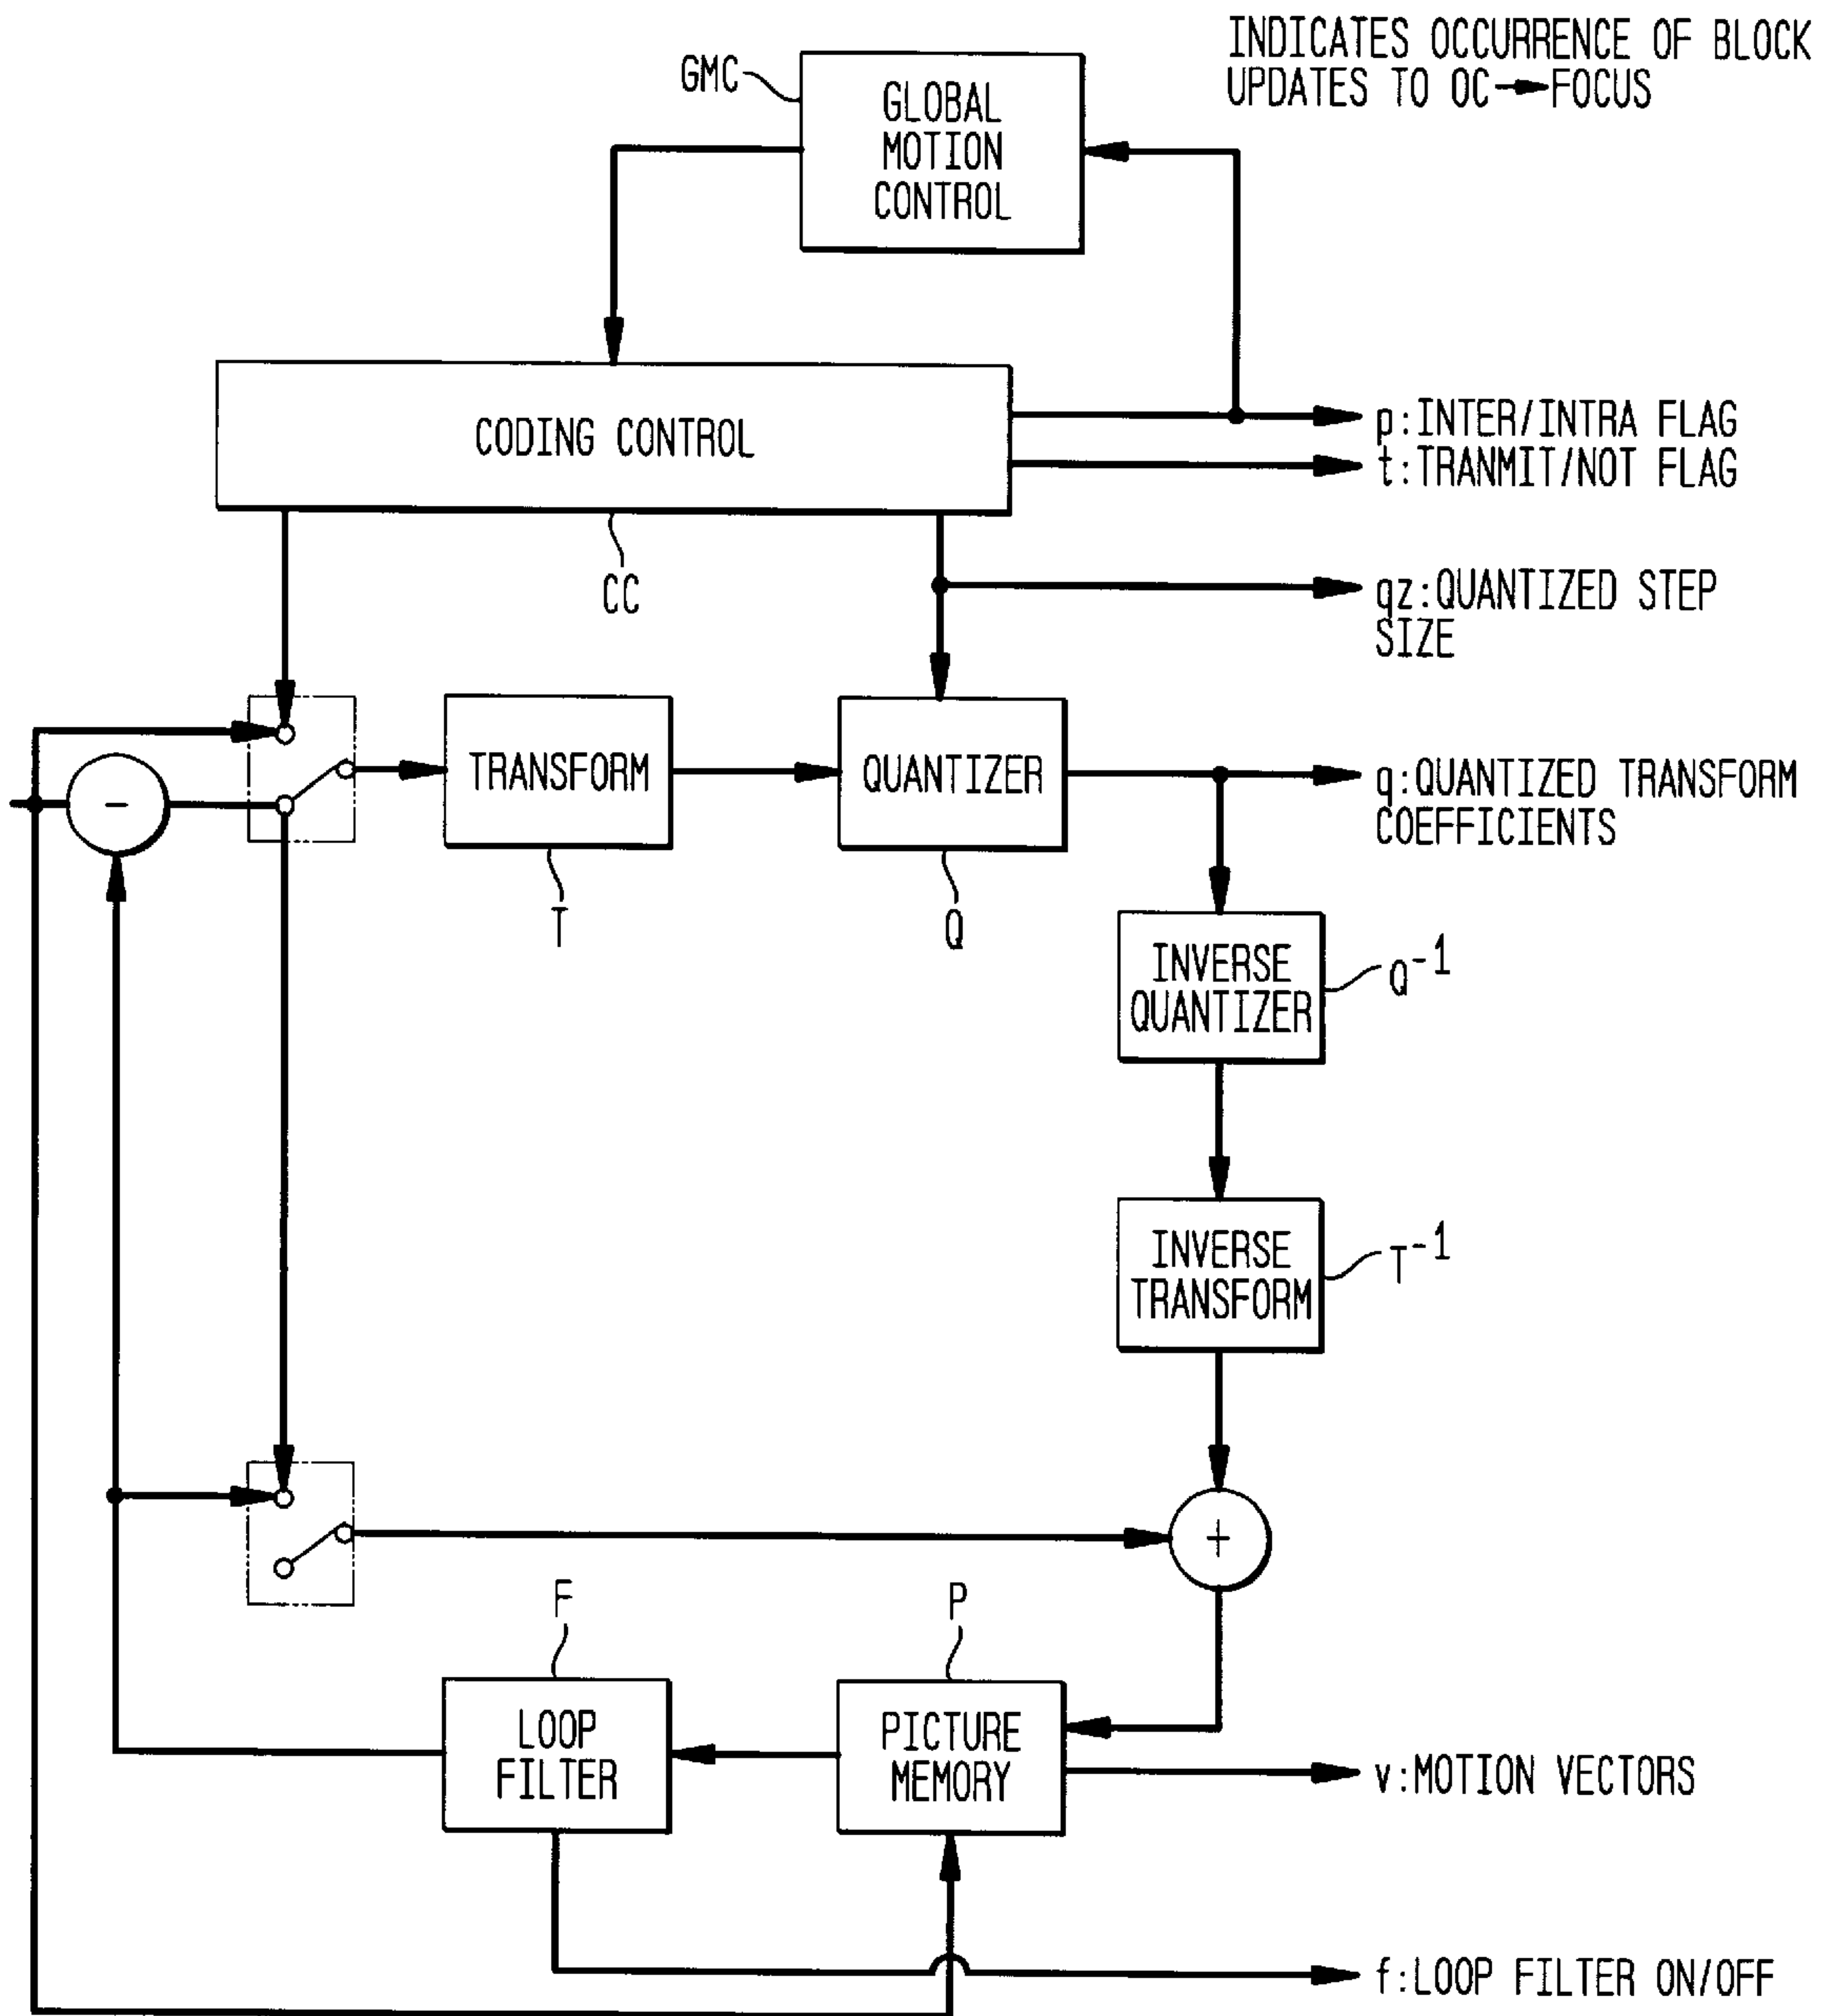 INDICATES OCCURRENCE OF BLOCK
UPDATES TO OC→FOCUS
GMC
GLOBAL
MOTION
CONTROL
CODING CONTROL
p:INTER/INTRA FLAG
t:TRANMIT/NOT FLAG
CC
qz:QUANTIZED STEP
SIZE
TRANSFORM
QUANTIZER
q:QUANTIZED TRANSFORM
COEFFICIENTS
-
T
Q
INVERSE
QUANTIZER
Q-1
INVERSE
TRANSFORM
T-1
+
F
P
LOOP
FILTER
PICTURE
MEMORY
v:MOTION VECTORS
f:LOOP FILTER ON/OFF